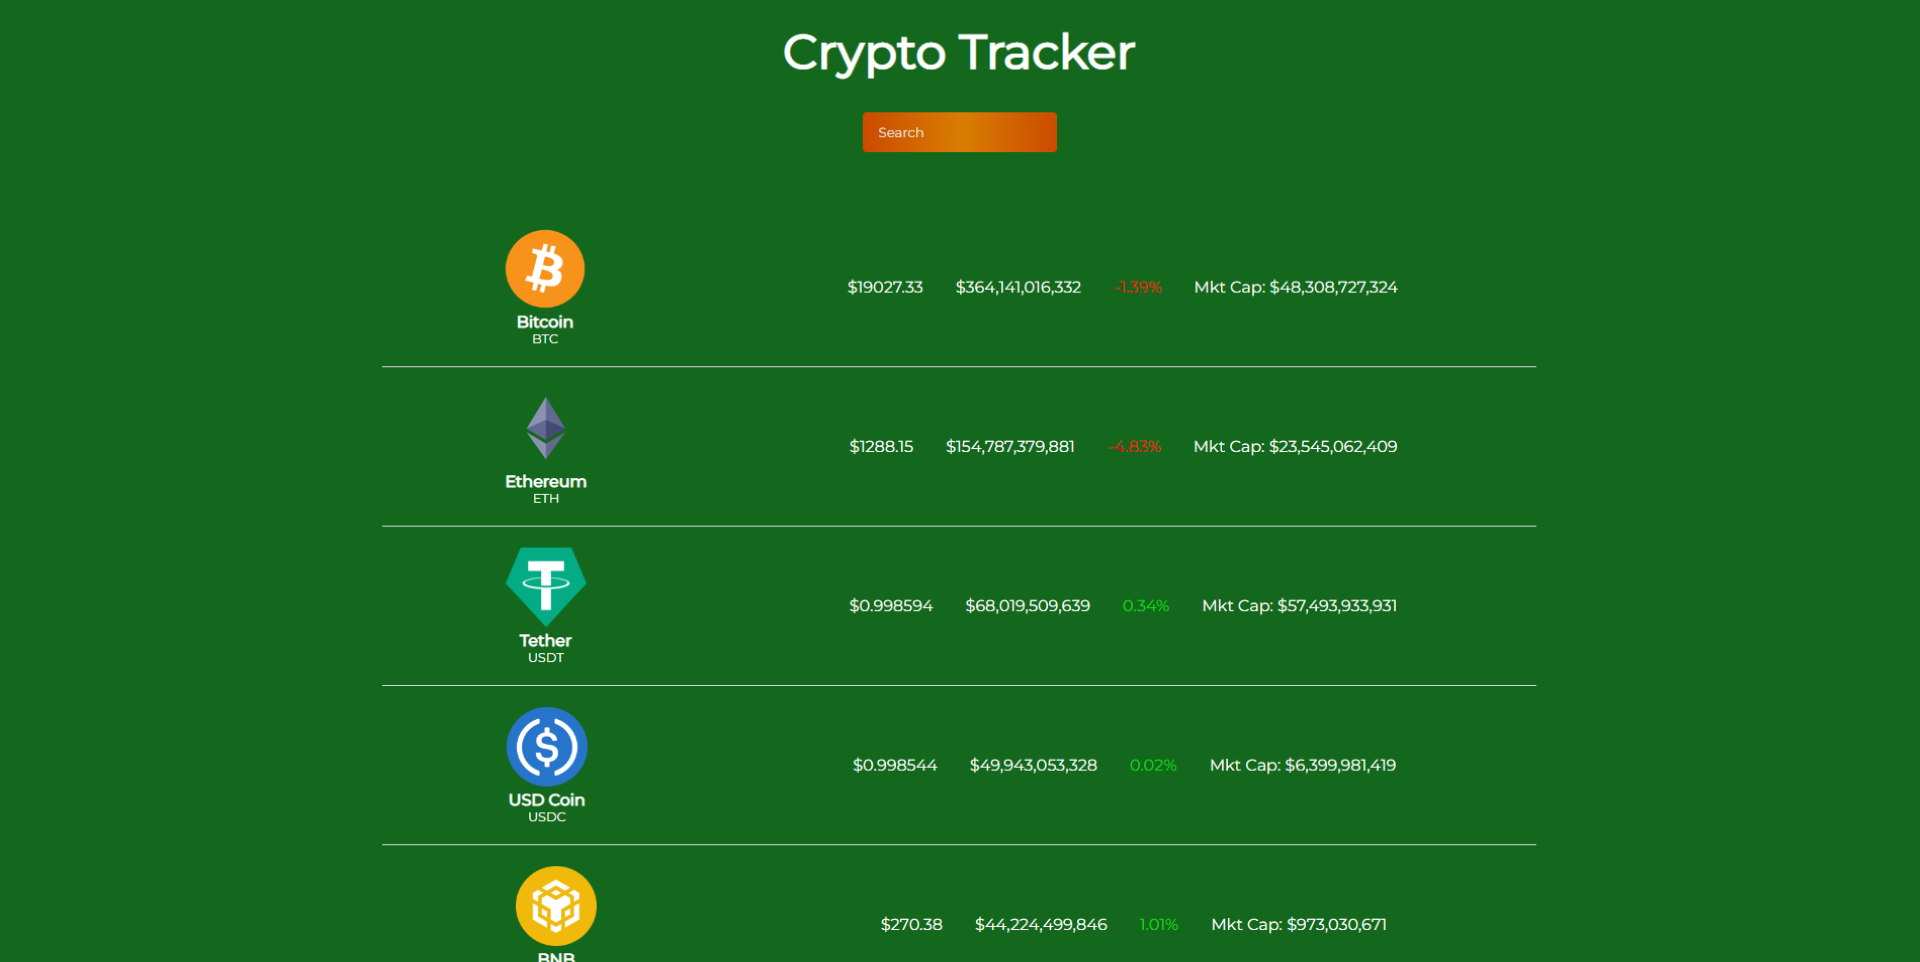 Crypto Tracker
Search
Bitcoin
BTC
$19027.33 $364,141,016,332 -1.39% Mkt Cap: $48,308,727,324
Ethereum
ETH
$1288.15 $154,787,379,881 -4.83% Mkt Cap: $23,545,062,409
Tether
USDT
$0.998594 $68,019,509,639 0.34% Mkt Cap: $57,493,933,931
USD Coin
USDC
$0.998544 $49,943,053,328 0.02% Mkt Cap: $6,399,981,419
BNB
$270.38 $44,224,499,846 1.01% Mkt Cap: $973,030,671